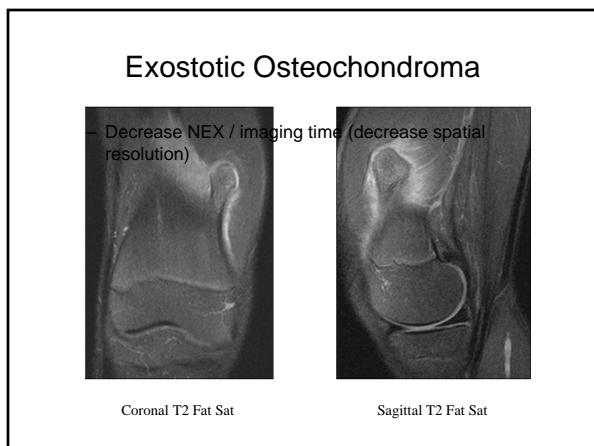 Exostotic Osteochondroma
– Decrease NEX / imaging time (decrease spatial
resolution)
Coronal T2 Fat Sat
Sagittal T2 Fat Sat